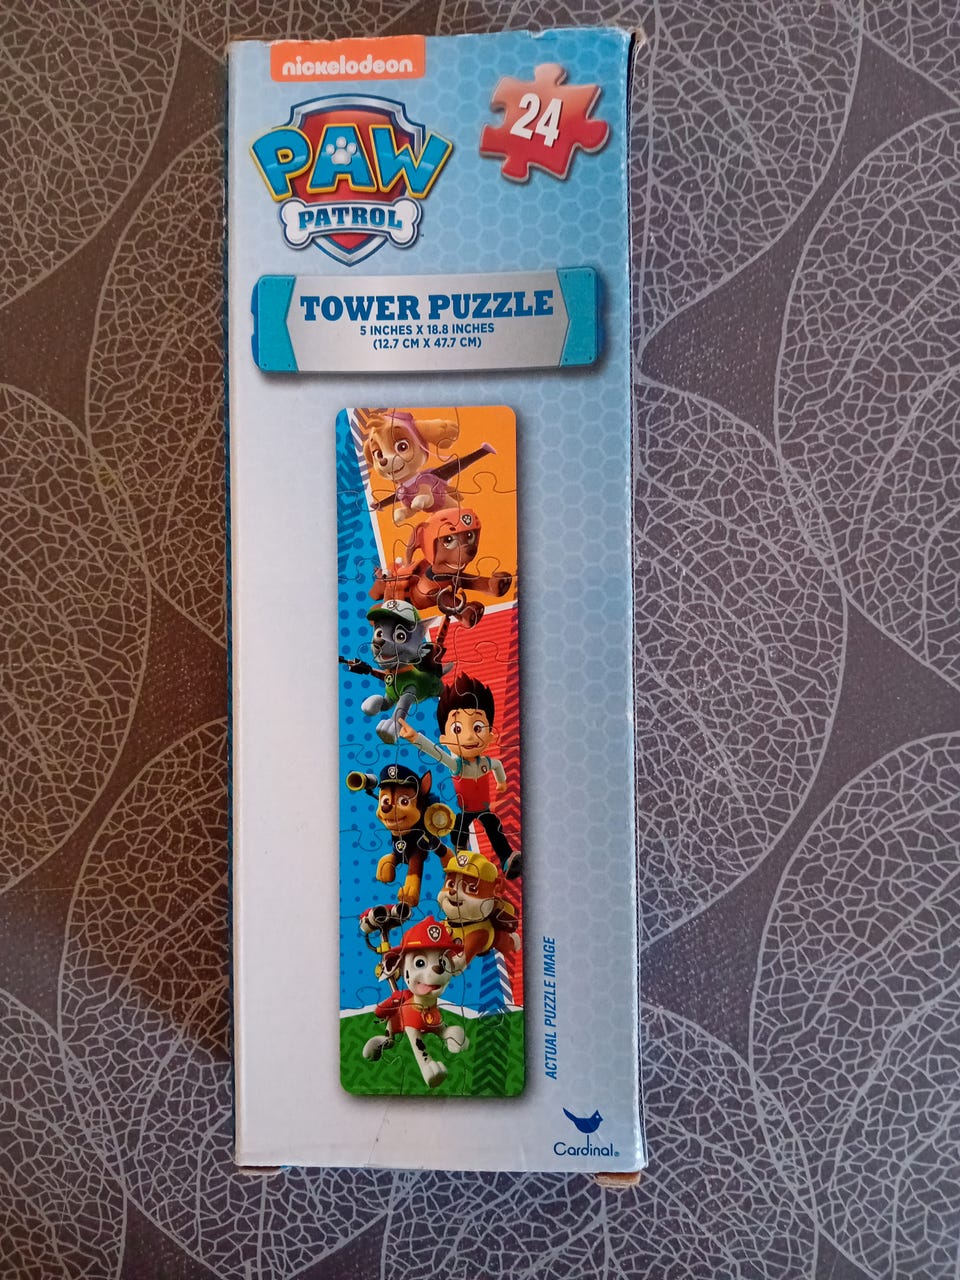 nickelodeon
24
PAW
PATROL
TOWER PUZZLE
5 INCHES X 18.8 INCHES
(12.7 CM X 47.7 CM)
ACTUAL PUZZLE IMAGE
Cardinal®